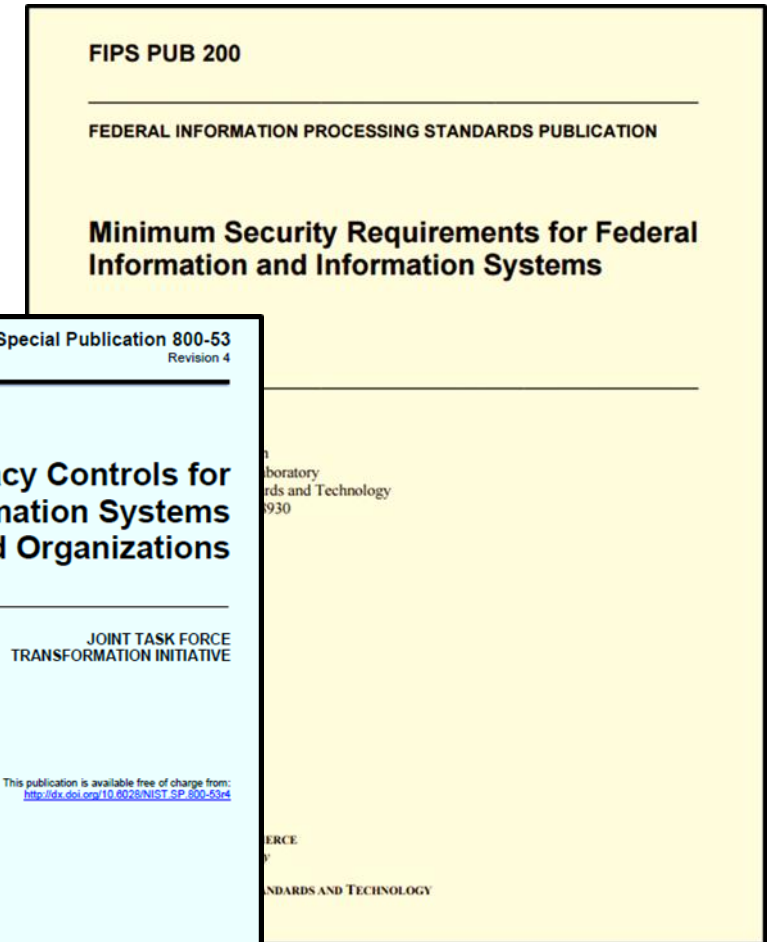 FIPS PUB 200
FEDERAL INFORMATION PROCESSING STANDARDS PUBLICATION
Minimum Security Requirements for Federal
Information and Information Systems
Special Publication 800-53
Revision 4
cy Controls for
mation Systems
d Organizations
JOINT TASK FORCE
TRANSFORMATION INITIATIVE
This publication is available free of charge from:
http://dx.doi.org/10.6028/NIST.SP.800-53r4
n
boratory
rds and Technology
8930
ERCE
y
NDARDS AND TECHNOLOGY